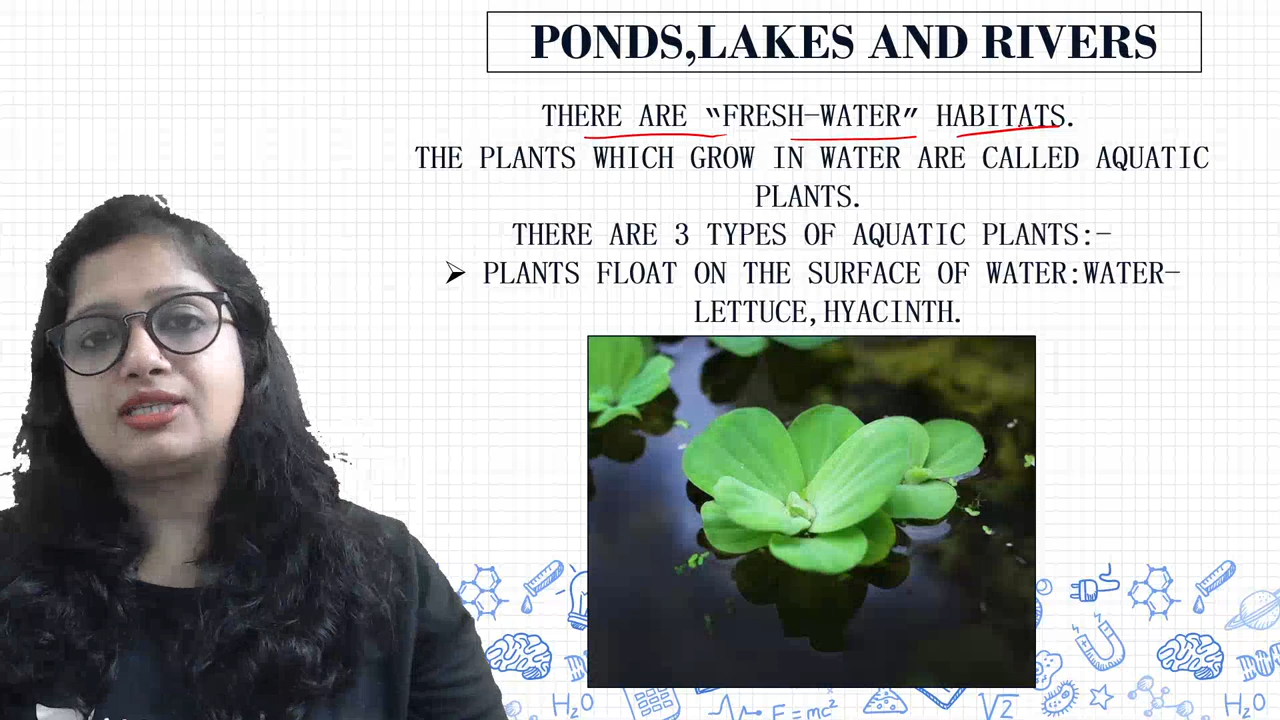 PONDS,LAKES AND RIVERS
THERE ARE “FRESH-WATER” HABITATS.
THE PLANTS WHICH GROW IN WATER ARE CALLED AQUATIC
PLANTS.
THERE ARE 3 TYPES OF AQUATIC PLANTS:-
➢ PLANTS FLOAT ON THE SURFACE OF WATER:WATER-
LETTUCE,HYACINTH.
H₂O
F=mc²
√2
H₂O